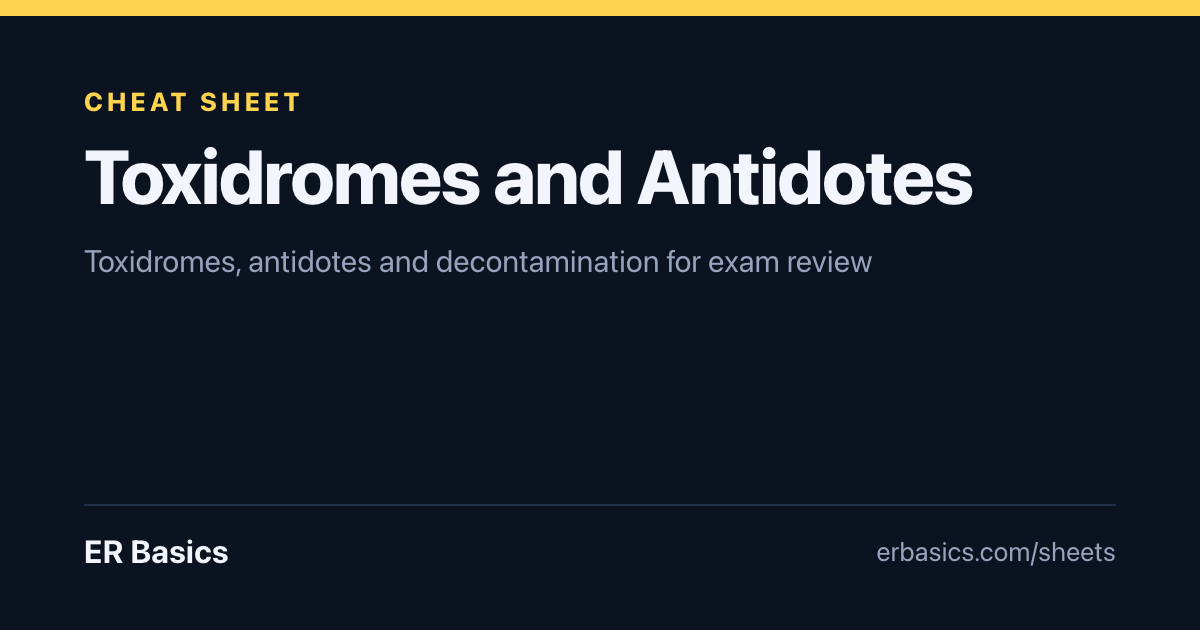 CHEAT SHEET
Toxidromes and Antidotes
Toxidromes, antidotes and decontamination for exam review
ER Basics
erbasics.com/sheets